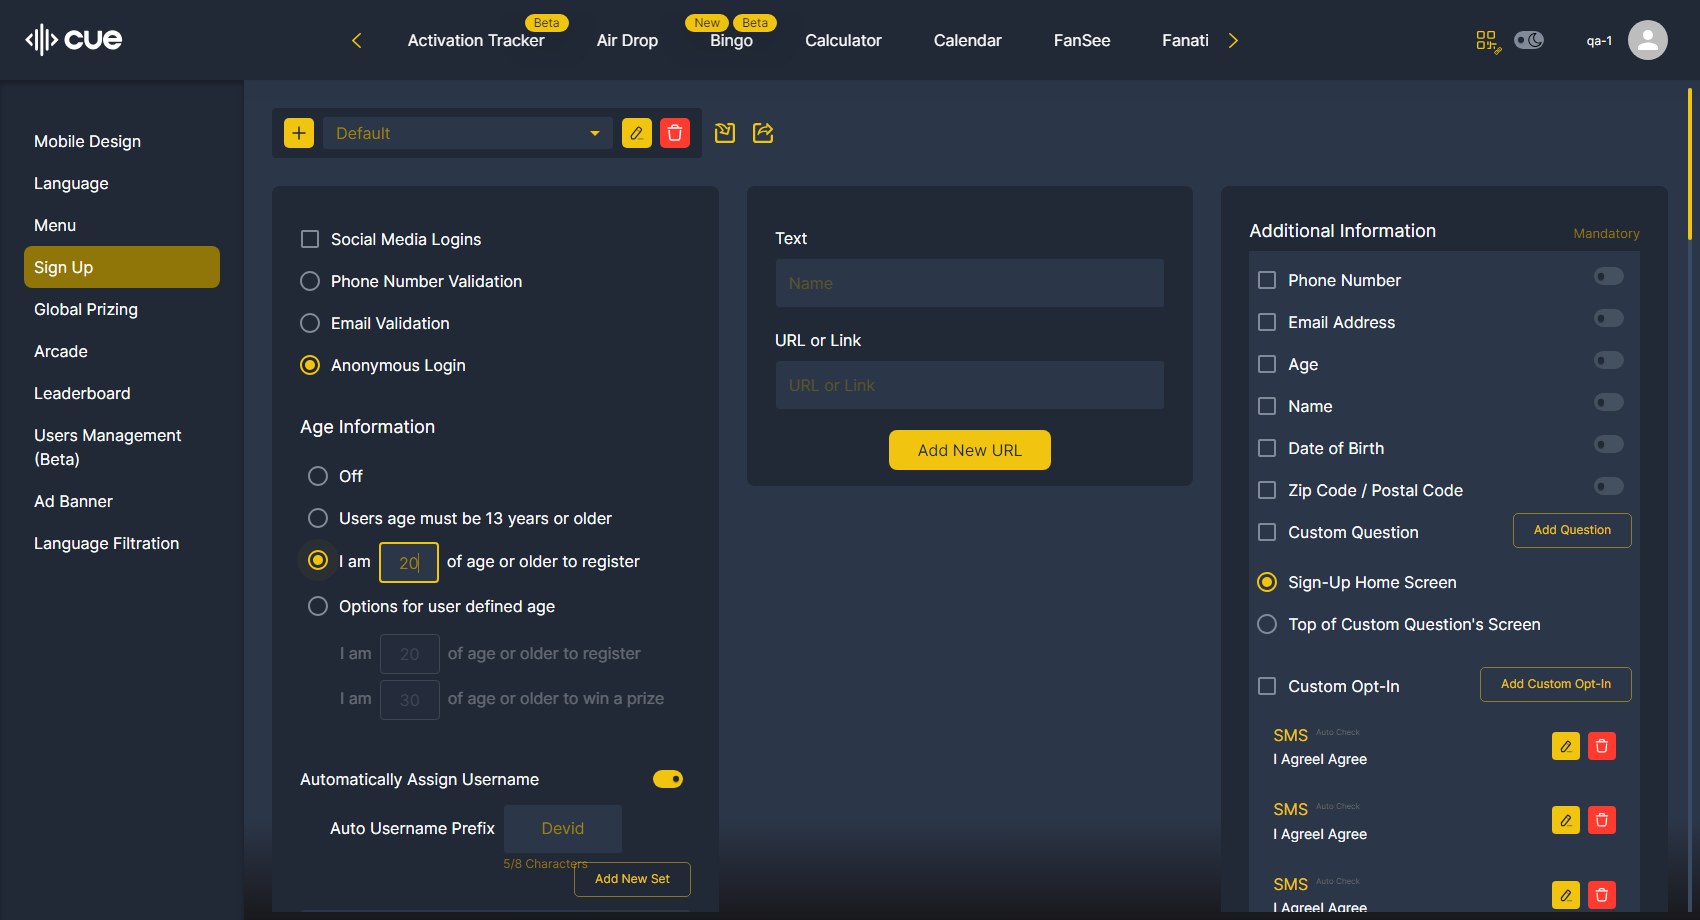 cue
Activation Tracker
Beta
Air Drop
Bingo
New
Beta
Calculator
Calendar
FanSee
Fanati
qa-1
Mobile Design
Language
Menu
Sign Up
Global Prizing
Arcade
Leaderboard
Users Management
(Beta)
Ad Banner
Language Filtration
Default
Social Media Logins
Phone Number Validation
Email Validation
Anonymous Login
Age Information
Off
Users age must be 13 years or older
I am 20 of age or older to register
Options for user defined age
I am 20 of age or older to register
I am 30 of age or older to win a prize
Automatically Assign Username
Auto Username Prefix Devid
5/8 Characters
Add New Set
Text
Name
URL or Link
URL or Link
Add New URL
Additional Information Mandatory
Phone Number
Email Address
Age
Name
Date of Birth
Zip Code / Postal Code
Custom Question Add Question
Sign-Up Home Screen
Top of Custom Question's Screen
Custom Opt-In Add Custom Opt-In
SMS Auto Check
I AgreeI Agree
SMS Auto Check
I AgreeI Agree
SMS Auto Check
I AgreeI Agree